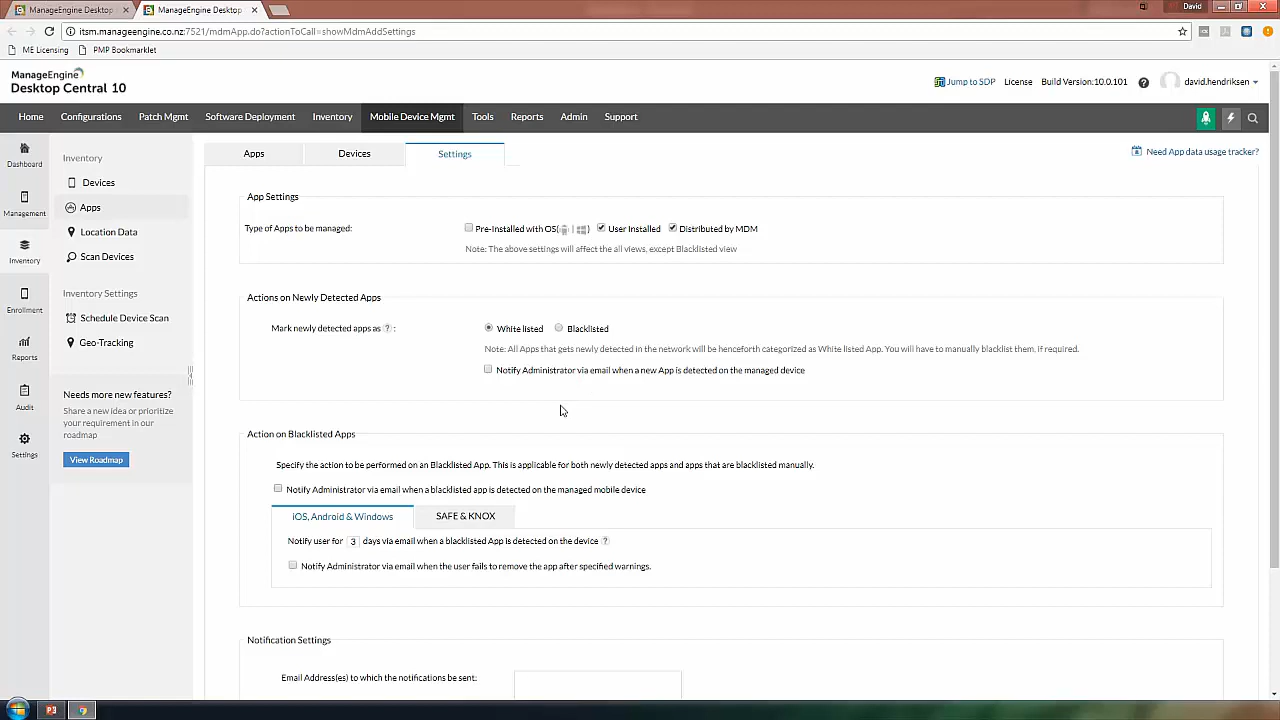 ManageEngine Desktop
ManageEngine Desktop
David
itsm.manageengine.co.nz:7521/mdmApp.do?actionToCall=showMdmAddSettings
ME Licensing
PMP Bookmarklet
ManageEngine
Desktop Central 10
Jump to SDP
License
Build Version:10.0.101
david.hendriksen
Home
Configurations
Patch Mgmt
Software Deployment
Inventory
Mobile Device Mgmt
Tools
Reports
Admin
Support
Dashboard
Management
Inventory
Enrollment
Reports
Audit
Settings
Inventory
Devices
Apps
Location Data
Scan Devices
Inventory Settings
Schedule Device Scan
Geo-Tracking
Needs more new features?
Share a new idea or prioritize
your requirement in our
roadmap
View Roadmap
Apps
Devices
Settings
Need App data usage tracker?
App Settings
Type of Apps to be managed:
Pre-Installed with OS( | )
User Installed
Distributed by MDM
Note: The above settings will affect the all views, except Blacklisted view
Actions on Newly Detected Apps
Mark newly detected apps as ? :
White listed
Blacklisted
Note: All Apps that gets newly detected in the network will be henceforth categorized as White listed App. You will have to manually blacklist them, if required.
Notify Administrator via email when a new App is detected on the managed device
Action on Blacklisted Apps
Specify the action to be performed on an Blacklisted App. This is applicable for both newly detected apps and apps that are blacklisted manually.
Notify Administrator via email when a blacklisted app is detected on the managed mobile device
iOS, Android & Windows
SAFE & KNOX
Notify user for 3 days via email when a blacklisted App is detected on the device ?
Notify Administrator via email when the user fails to remove the app after specified warnings.
Notification Settings
Email Address(es) to which the notifications be sent: